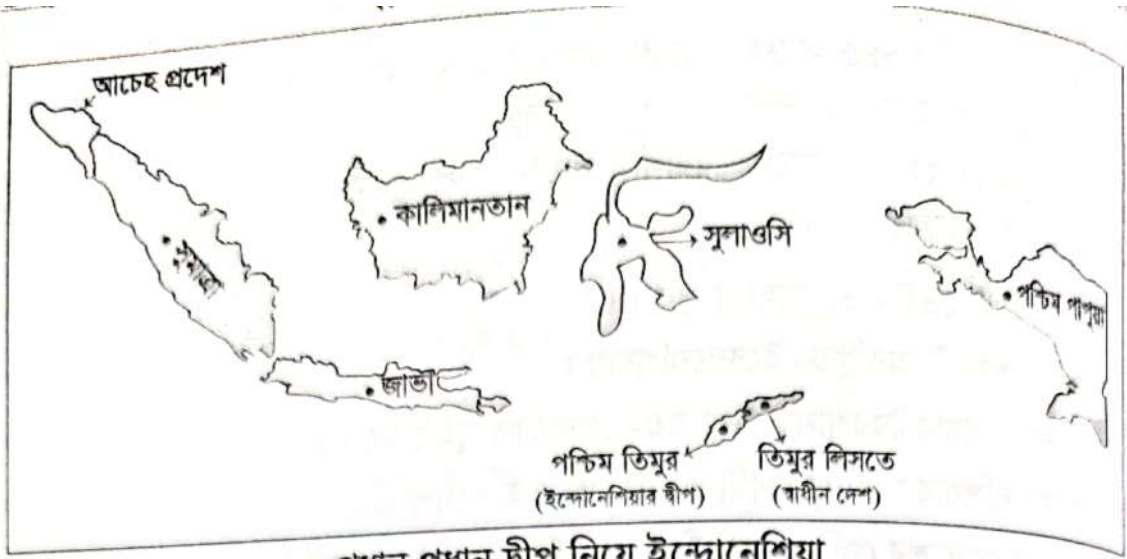 আচেহ প্রদেশ
কালিমানতান
সুলাওসি
সুমাত্রা
পশ্চিম পাপুয়া
জাভা
পশ্চিম তিমুর
(ইন্দোনেশিয়ার দ্বীপ)
তিমুর লিসতে
(স্বাধীন দেশ)
প্রধান প্রধান দ্বীপ নিয়ে ইন্দোনেশিয়া